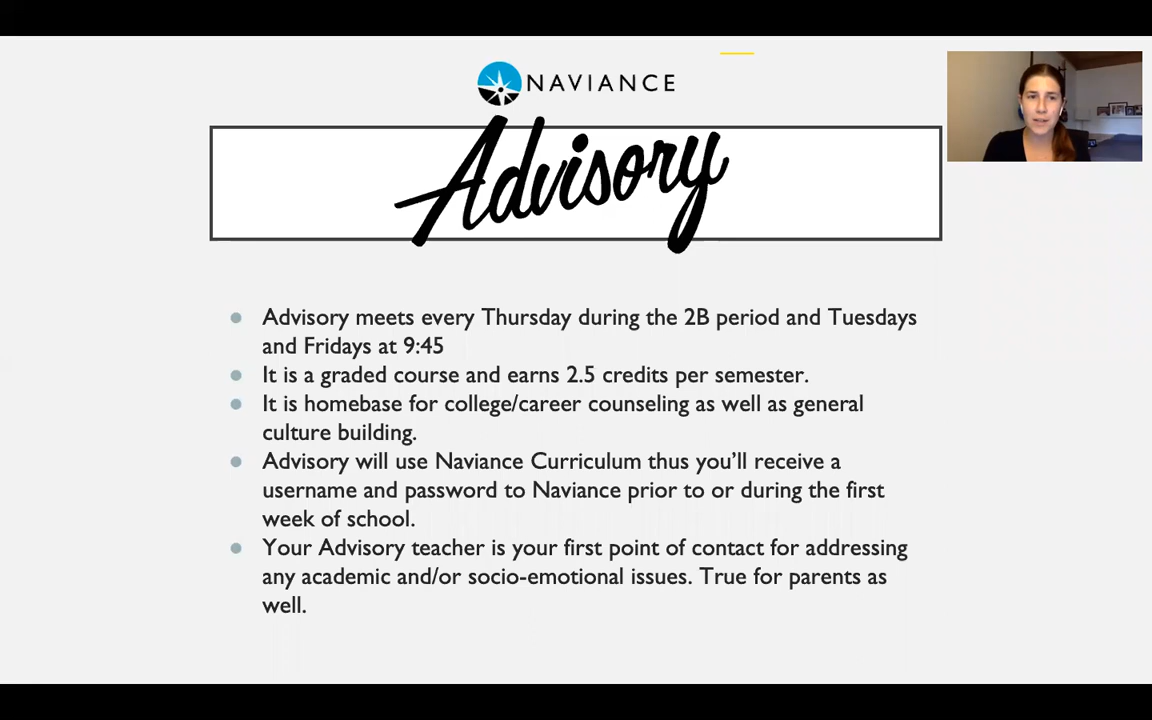 NAVIANCE
Advisory
Advisory meets every Thursday during the 2B period and Tuesdays
and Fridays at 9:45
It is a graded course and earns 2.5 credits per semester.
It is homebase for college/career counseling as well as general
culture building.
Advisory will use Naviance Curriculum thus you’ll receive a
username and password to Naviance prior to or during the first
week of school.
Your Advisory teacher is your first point of contact for addressing
any academic and/or socio-emotional issues. True for parents as
well.